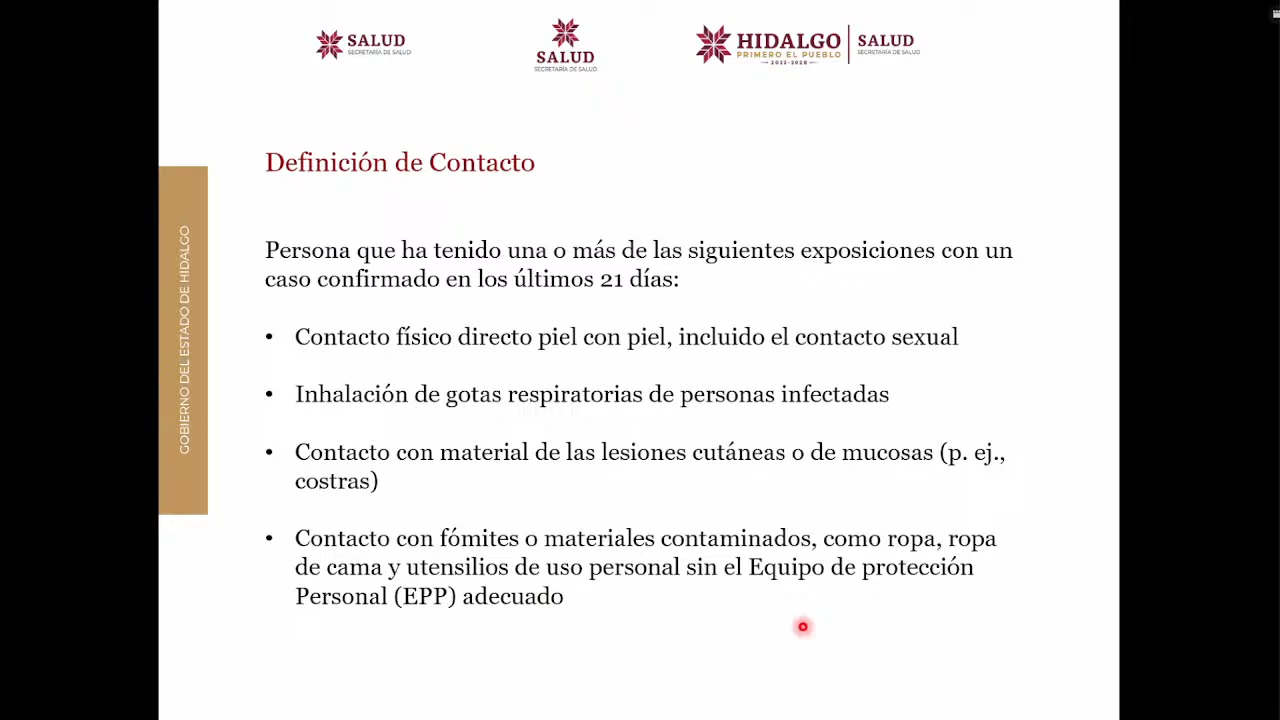 SALUD
SECRETARÍA DE SALUD
SALUD
SECRETARÍA DE SALUD
HIDALGO
PRIMERO EL PUEBLO
2022-2028
SALUD
SECRETARÍA DE SALUD
Definición de Contacto
GOBIERNO DEL ESTADO DE HIDALGO
Persona que ha tenido una o más de las siguientes exposiciones con un
caso confirmado en los últimos 21 días:
• Contacto físico directo piel con piel, incluido el contacto sexual
• Inhalación de gotas respiratorias de personas infectadas
• Contacto con material de las lesiones cutáneas o de mucosas (p. ej.,
costras)
• Contacto con fómites o materiales contaminados, como ropa, ropa
de cama y utensilios de uso personal sin el Equipo de protección
Personal (EPP) adecuado